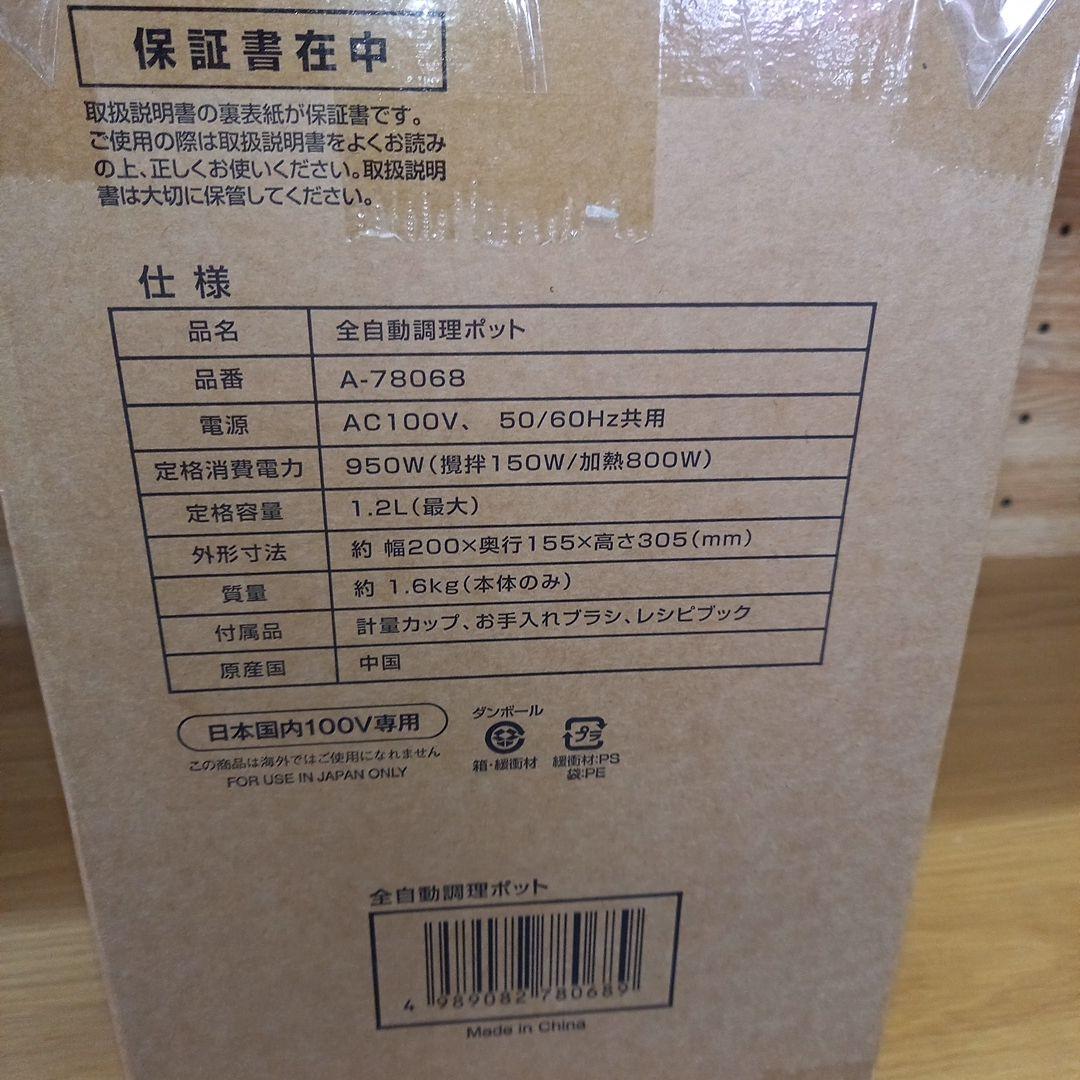 保証書在中
取扱説明書の裏表紙が保証書です。
ご使用の際は取扱説明書をよくお読み
の上、正しくお使いください。取扱説明
書は大切に保管してください。
仕様
品名 全自動調理ポット
品番 A-78068
電源 AC100V、 50/60Hz共用
定格消費電力 950W(攪拌150W/加熱800W)
定格容量 1.2L(最大)
外形寸法 約 幅200×奥行155×高さ305(mm)
質量 約 1.6kg(本体のみ)
付属品 計量カップ、お手入れブラシ、レシピブック
原産国 中国
日本国内100V専用
この商品は海外ではご使用になれません
FOR USE IN JAPAN ONLY
ダンボール
箱・緩衝材
プラ
緩衝材:PS
袋:PE
全自動調理ポット
4 989082 780689
Made in China